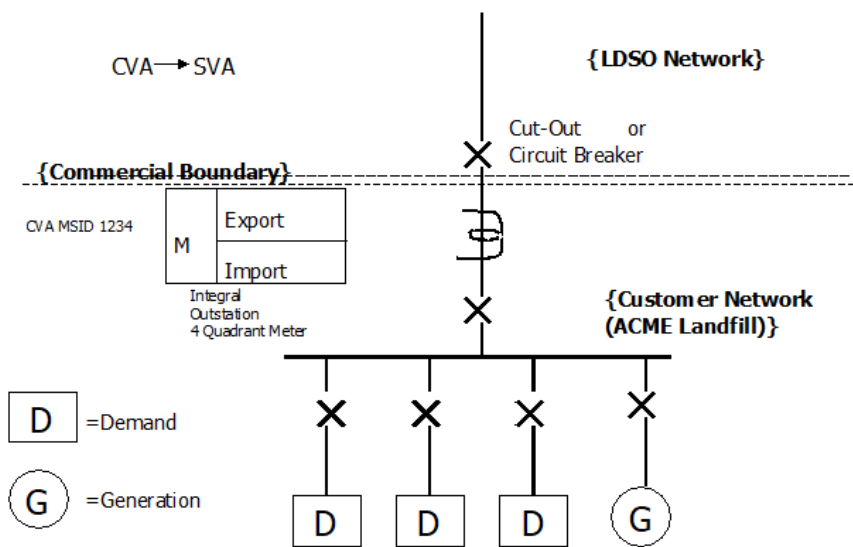 CVA → SVA
{LDSO Network}
Cut-Out or
Circuit Breaker
{Commercial Boundary}
CVA MSID 1234
M
Export
Import
Integral
Outstation
4 Quadrant Meter
{Customer Network
(ACME Landfill)}
D =Demand
G =Generation
D D D G